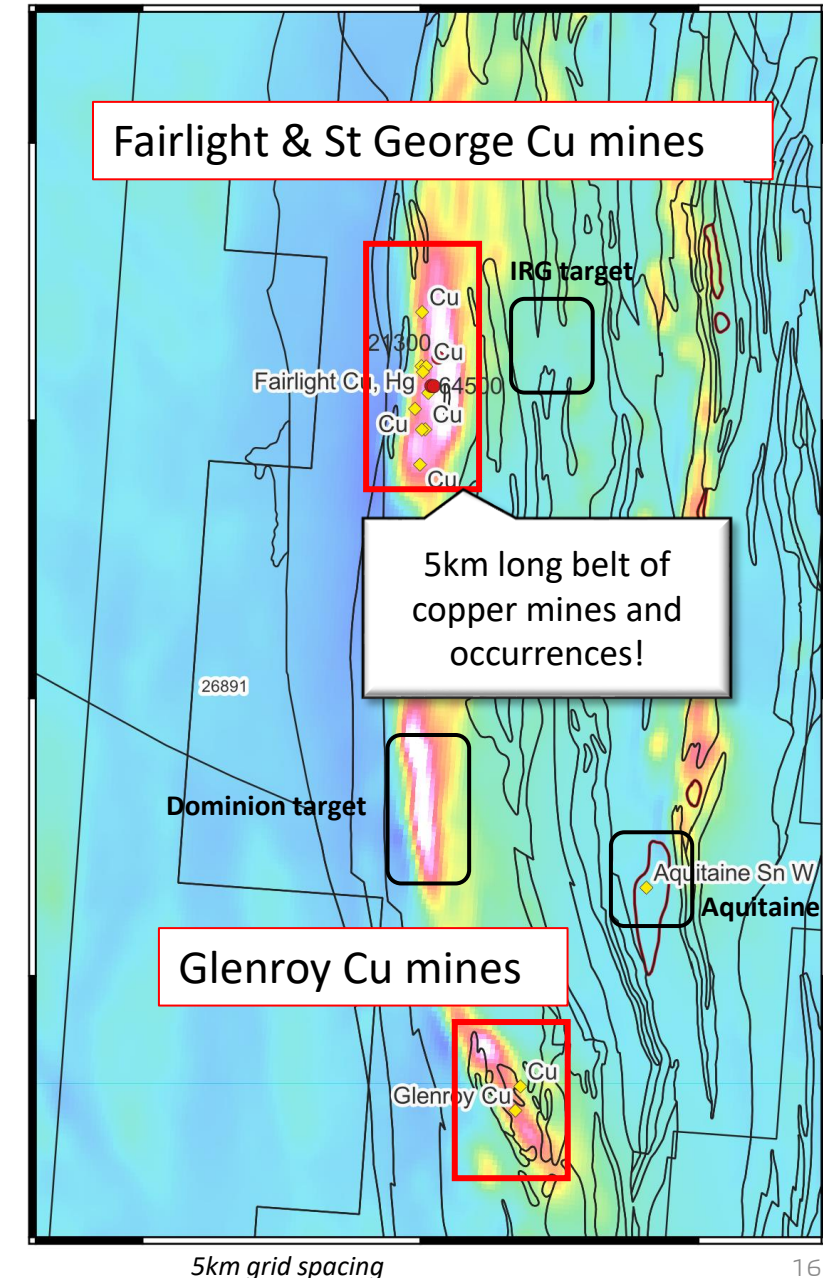 Fairlight & St George Cu mines
IRG target
Cu
21300
Cu
Fairlight Cu, Hg
64500
Cu
Cu
Cu
5km long belt of
copper mines and
occurrences!
26891
Dominion target
Aquitaine Sn W
Aquitaine
Glenroy Cu mines
Cu
Glenroy Cu
5km grid spacing
16